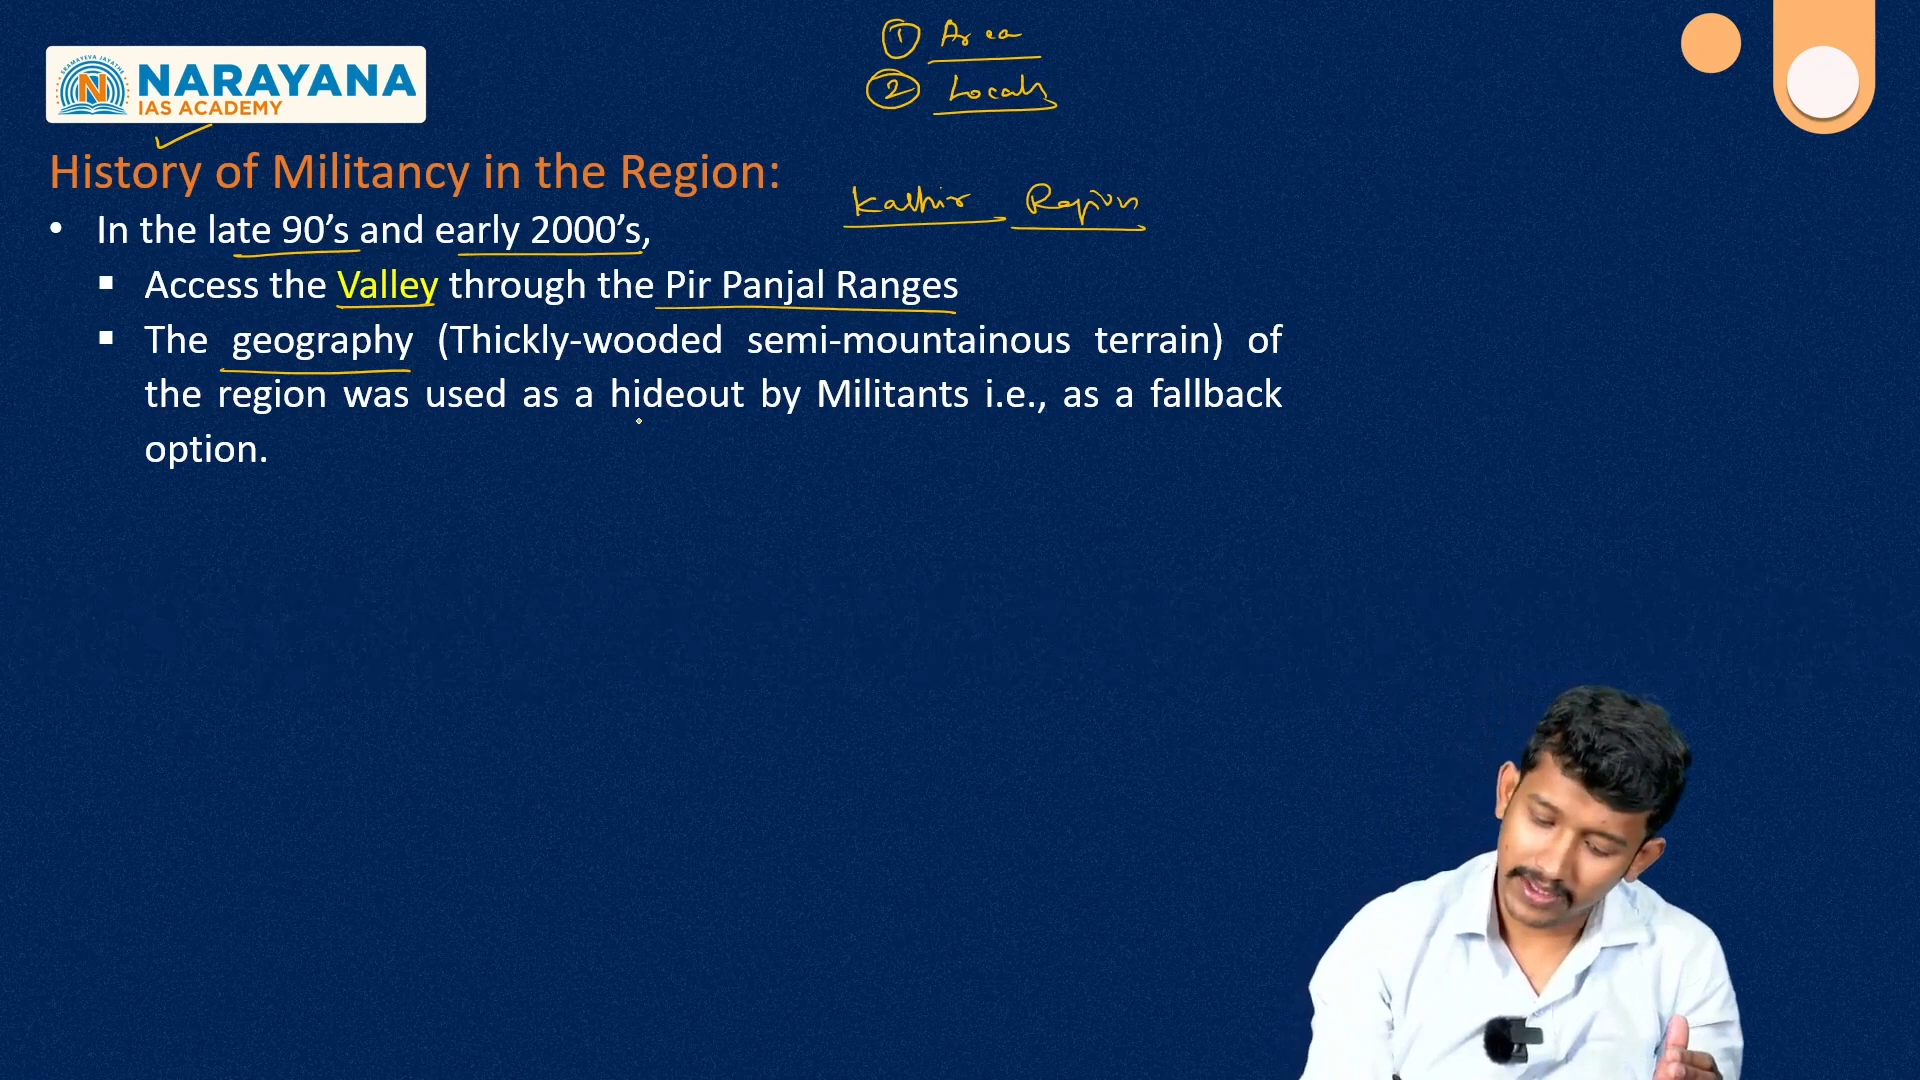 ① Area
② Locals
NARAYANA
IAS ACADEMY
History of Militancy in the Region:
Kashmir Region
• In the late 90’s and early 2000’s,
▪ Access the Valley through the Pir Panjal Ranges
▪ The geography (Thickly-wooded semi-mountainous terrain) of
the region was used as a hideout by Militants i.e., as a fallback
option.